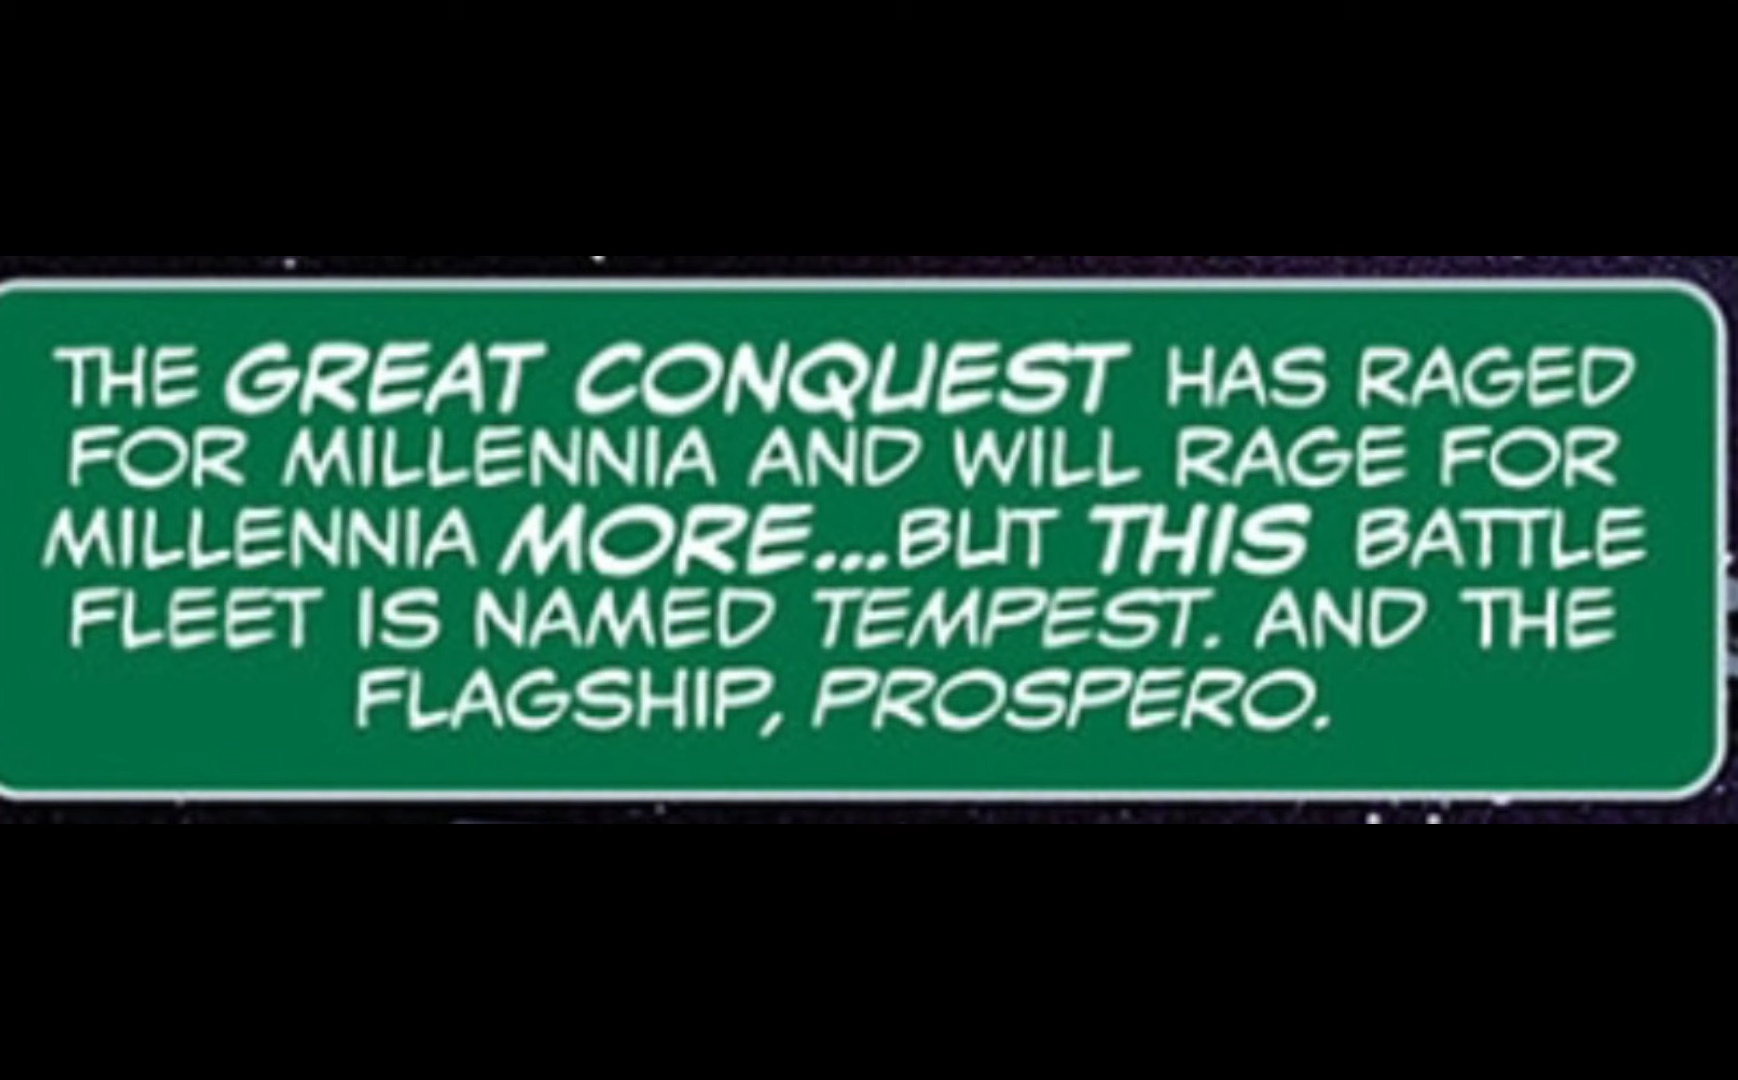 THE GREAT CONQUEST HAS RAGED
FOR MILLENNIA AND WILL RAGE FOR
MILLENNIA MORE...BUT THIS BATTLE
FLEET IS NAMED TEMPEST. AND THE
FLAGSHIP, PROSPERO.